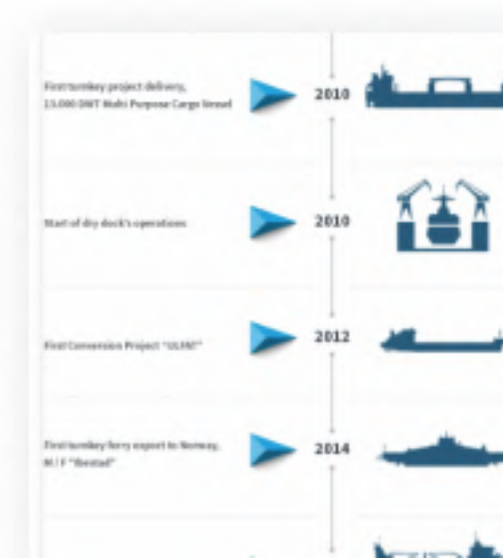 First turnkey project delivery,
13.000 DWT Multi Purpose Cargo Vessel
2010
Start of dry dock's operations
2010
First Conversion Project
2012
First turnkey ferry export to Norway,
M / F
2014